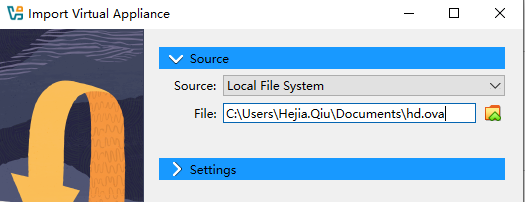 Import Virtual Appliance
Source
Source: Local File System
File: C:\Users\Hejia.Qiu\Documents\hd.ova
Settings